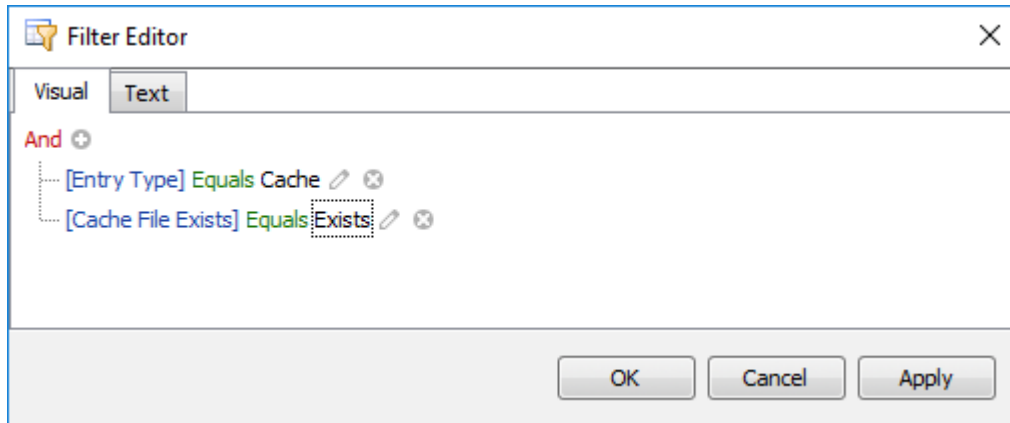 Filter Editor
Visual Text
And
[Entry Type] Equals Cache
[Cache File Exists] Equals Exists
OK Cancel Apply